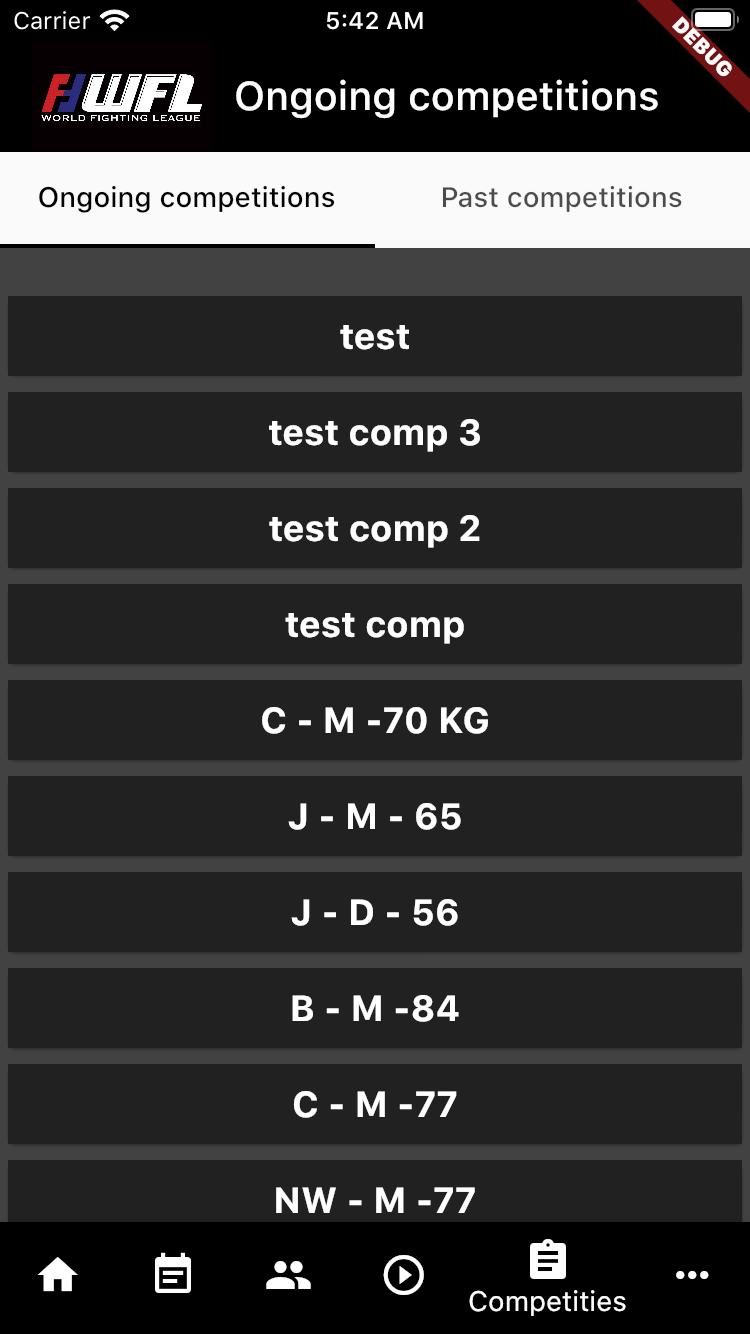 Carrier
5:42 AM
DEBUG
WFL
WORLD FIGHTING LEAGUE
Ongoing competitions
Ongoing competitions
Past competitions
test
test comp 3
test comp 2
test comp
C - M -70 KG
J - M - 65
J - D - 56
B - M -84
C - M -77
NW - M -77
Competities